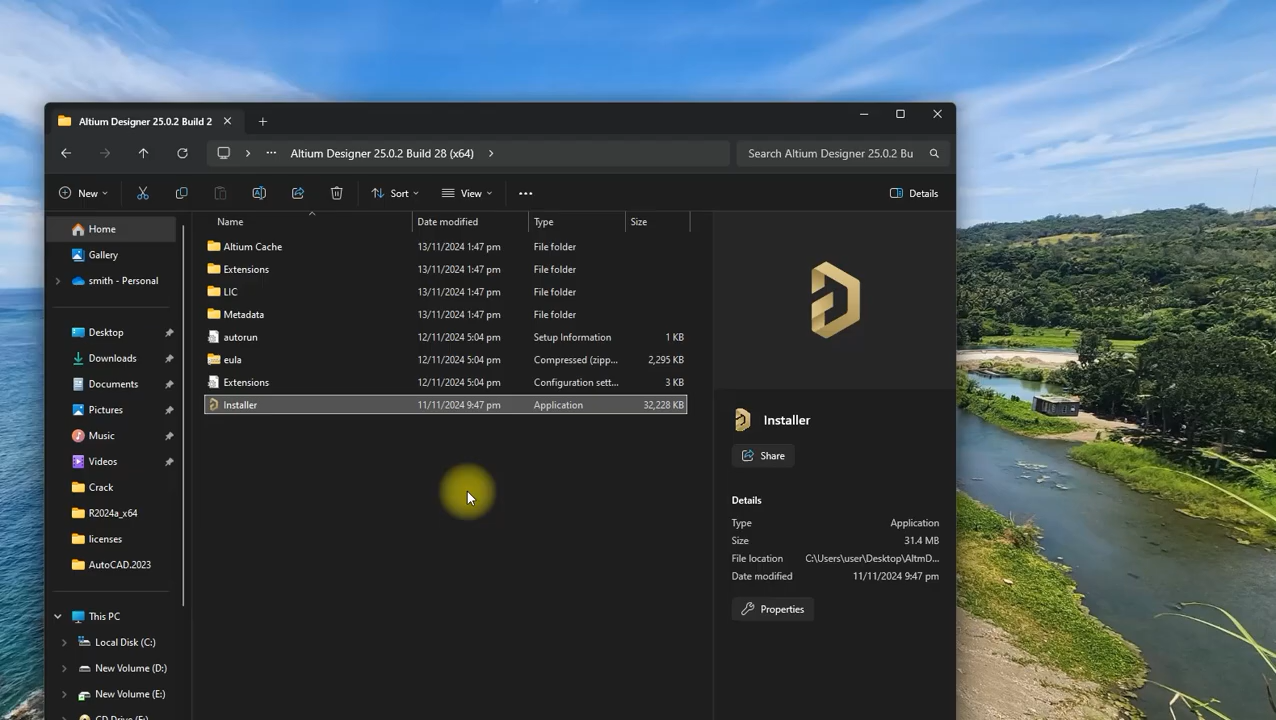 Altium Designer 25.0.2 Build 2
Altium Designer 25.0.2 Build 28 (x64)
Search Altium Designer 25.0.2 Bu
New
Sort
View
Details
Home
Gallery
smith - Personal
Desktop
Downloads
Documents
Pictures
Music
Videos
Crack
R2024a_x64
licenses
AutoCAD.2023
This PC
Local Disk (C:)
New Volume (D:)
New Volume (E:)
CD Drive (F:)
Name Date modified Type Size
Altium Cache 13/11/2024 1:47 pm File folder
Extensions 13/11/2024 1:47 pm File folder
LIC 13/11/2024 1:47 pm File folder
Metadata 13/11/2024 1:47 pm File folder
autorun 12/11/2024 5:04 pm Setup Information 1 KB
eula 12/11/2024 5:04 pm Compressed (zipp... 2,295 KB
Extensions 12/11/2024 5:04 pm Configuration sett... 3 KB
Installer 11/11/2024 9:47 pm Application 32,228 KB
Installer
Share
Details
Type Application
Size 31.4 MB
File location C:\Users\user\Desktop\AltmD...
Date modified 11/11/2024 9:47 pm
Properties